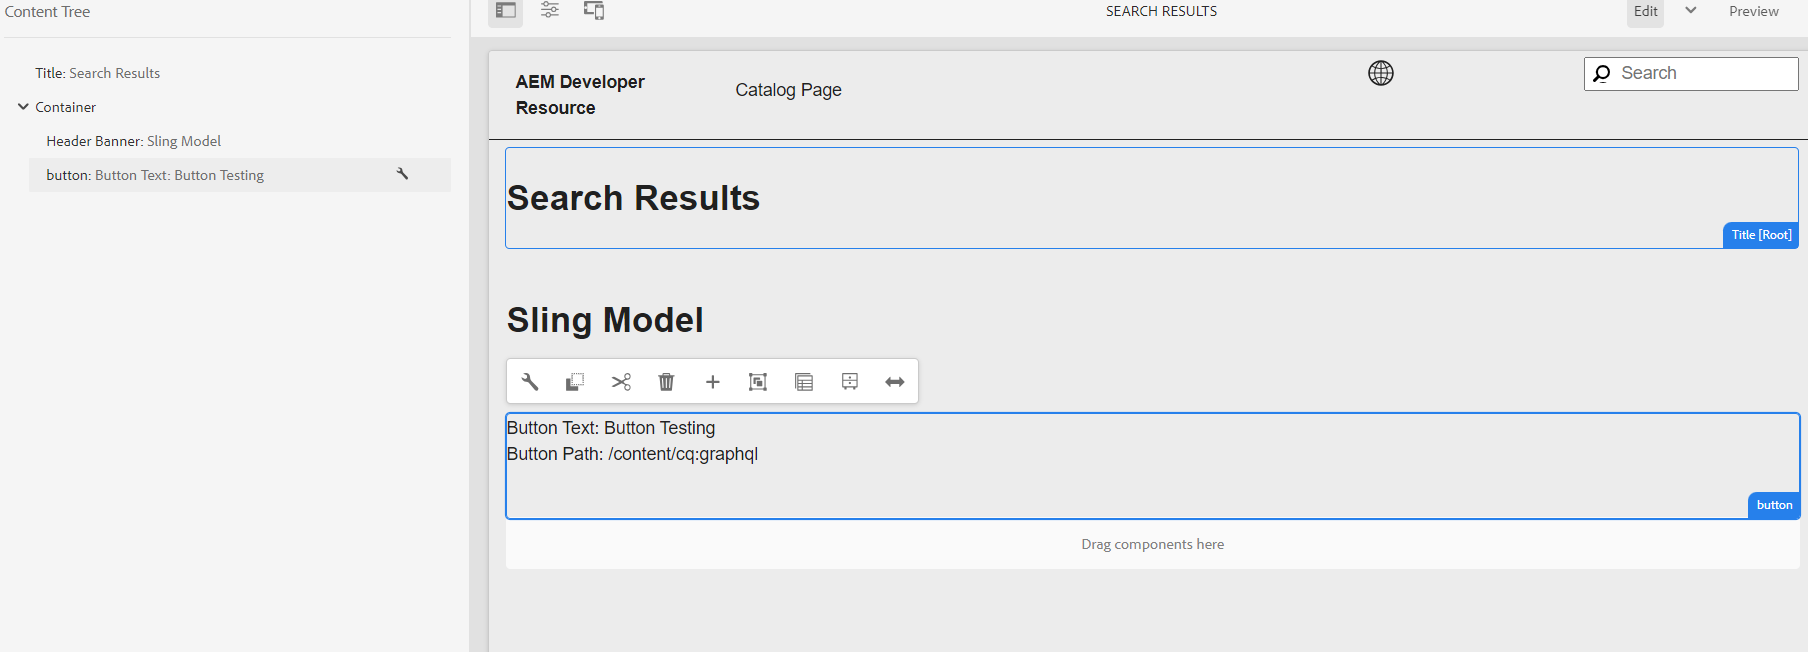 Content Tree
SEARCH RESULTS
Edit
Preview
Title: Search Results
Container
Header Banner: Sling Model
button: Button Text: Button Testing
AEM Developer
Resource
Catalog Page
Search
Search Results
Title [Root]
Sling Model
Button Text: Button Testing
Button Path: /content/cq:graphql
button
Drag components here